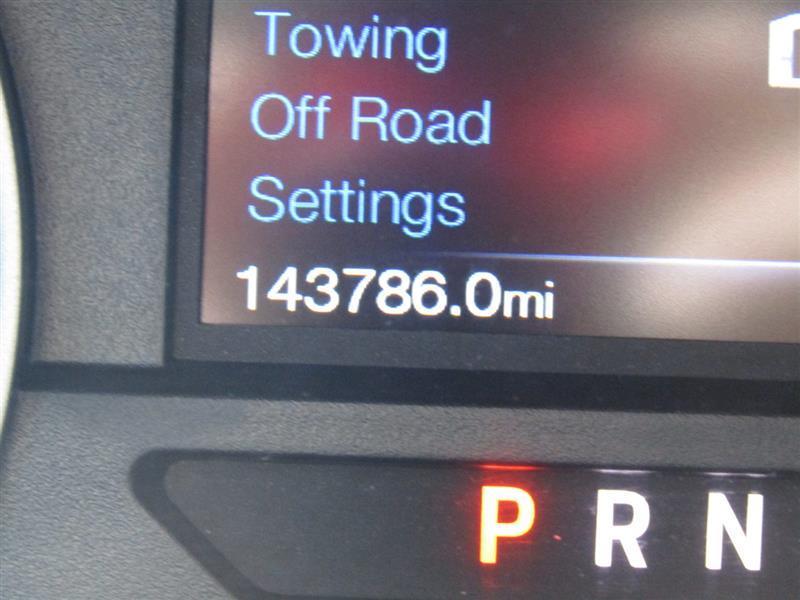 Towing
Off Road
Settings
143786.0mi
P R N